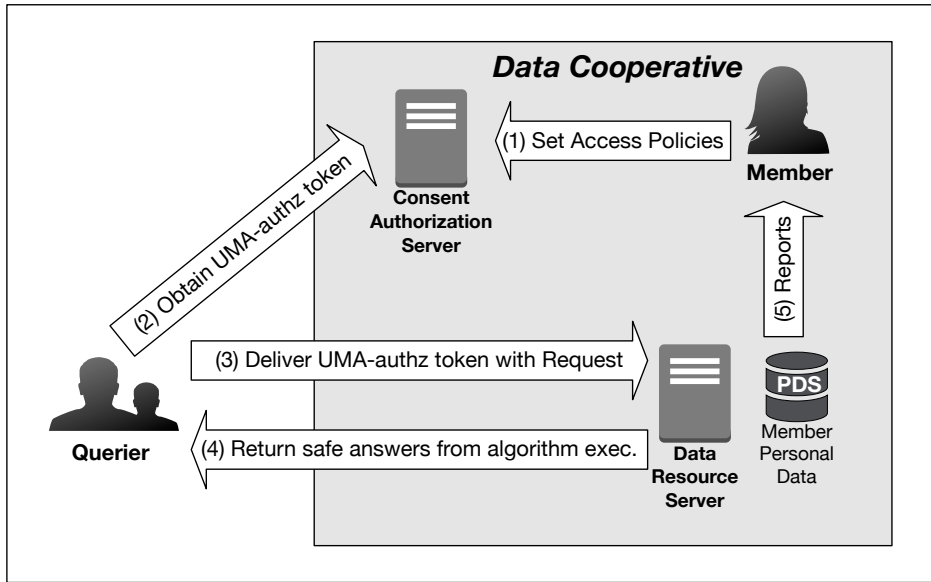 Data Cooperative
(1) Set Access Policies
Member
Consent
Authorization
Server
(2) Obtain UMA-authz token
(5) Reports
(3) Deliver UMA-authz token with Request
PDS
Querier
(4) Return safe answers from algorithm exec.
Data
Resource
Server
Member
Personal
Data